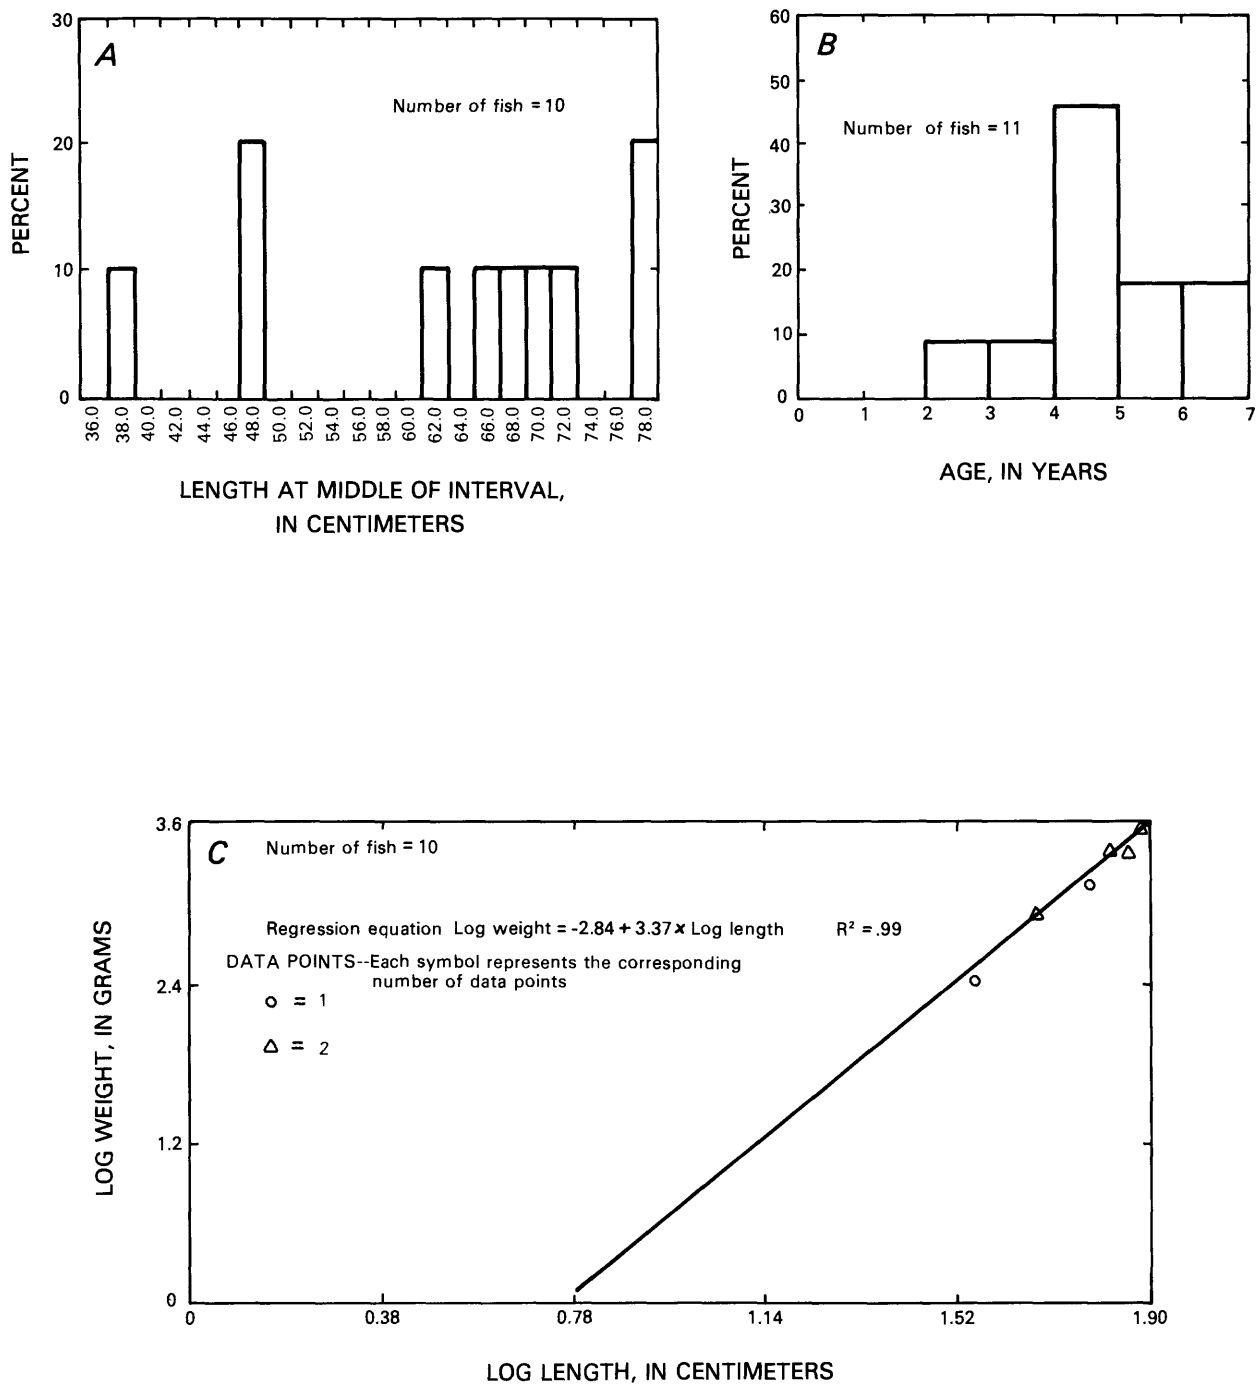 A
Number of fish = 10
PERCENT
30
20
10
0
36.0 38.0 40.0 42.0 44.0 46.0 48.0 50.0 52.0 54.0 56.0 58.0 60.0 62.0 64.0 66.0 68.0 70.0 72.0 74.0 76.0 78.0
LENGTH AT MIDDLE OF INTERVAL,
IN CENTIMETERS
B
Number of fish = 11
PERCENT
60
50
40
30
20
10
0
0 1 2 3 4 5 6 7
AGE, IN YEARS
C
Number of fish = 10
Regression equation Log weight = -2.84 + 3.37 x Log length R² = .99
DATA POINTS--Each symbol represents the corresponding
number of data points
○ = 1
△ = 2
LOG WEIGHT, IN GRAMS
3.6
2.4
1.2
0
0 0.38 0.78 1.14 1.52 1.90
LOG LENGTH, IN CENTIMETERS